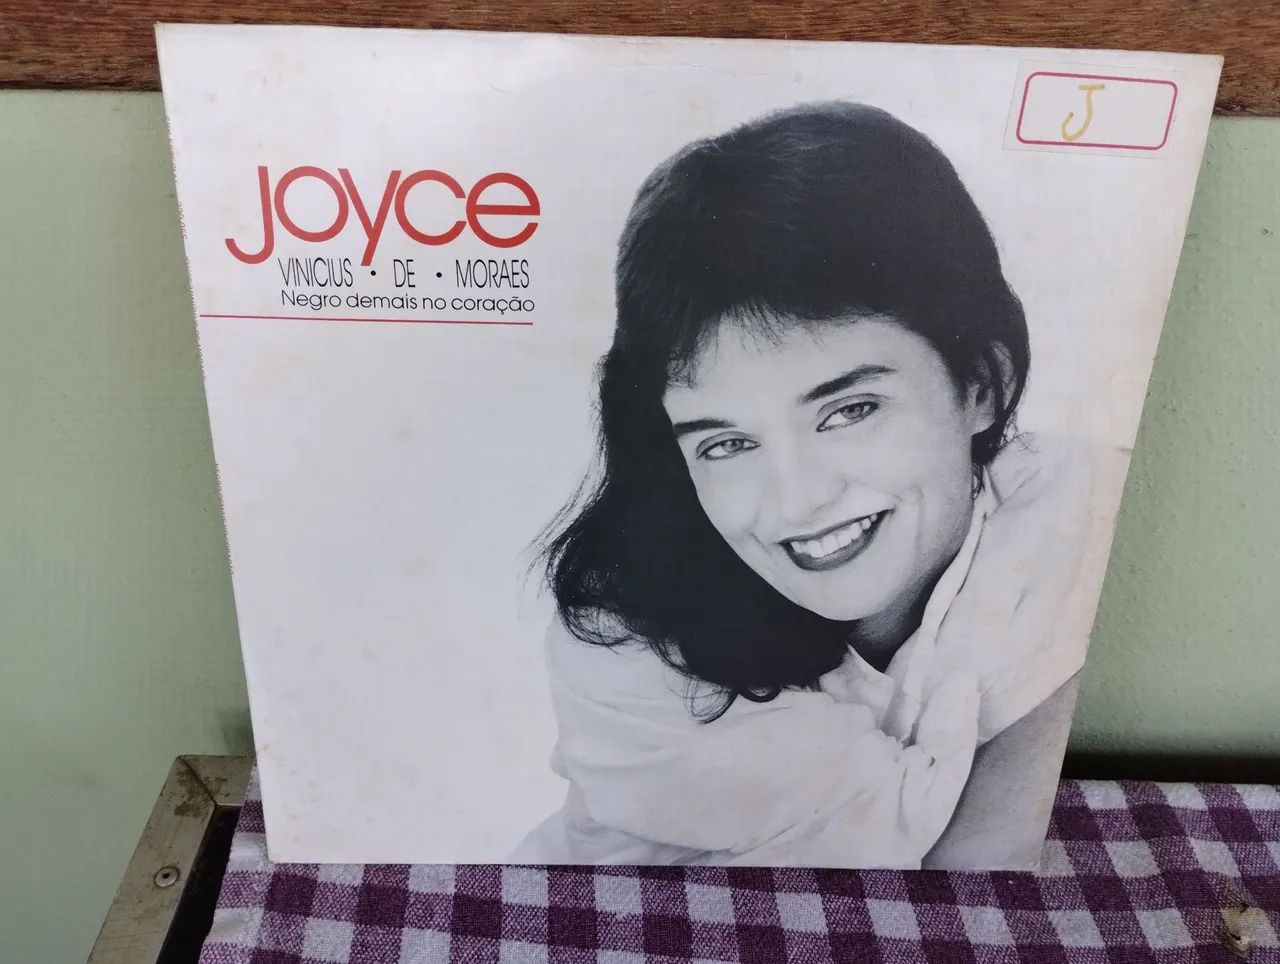 Joyce
VINICIUS • DE • MORAES
Negro demais no coração
J